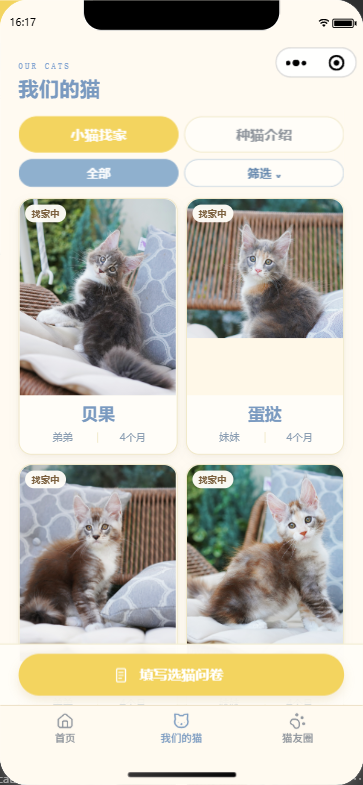 16:17
OUR CATS
我们的猫
小猫找家 种猫介绍
全部 筛选
找家中 找家中
贝果 蛋挞
弟弟 4个月 妹妹 4个月
找家中 找家中
填写选猫问卷
首页 我们的猫 猫友圈